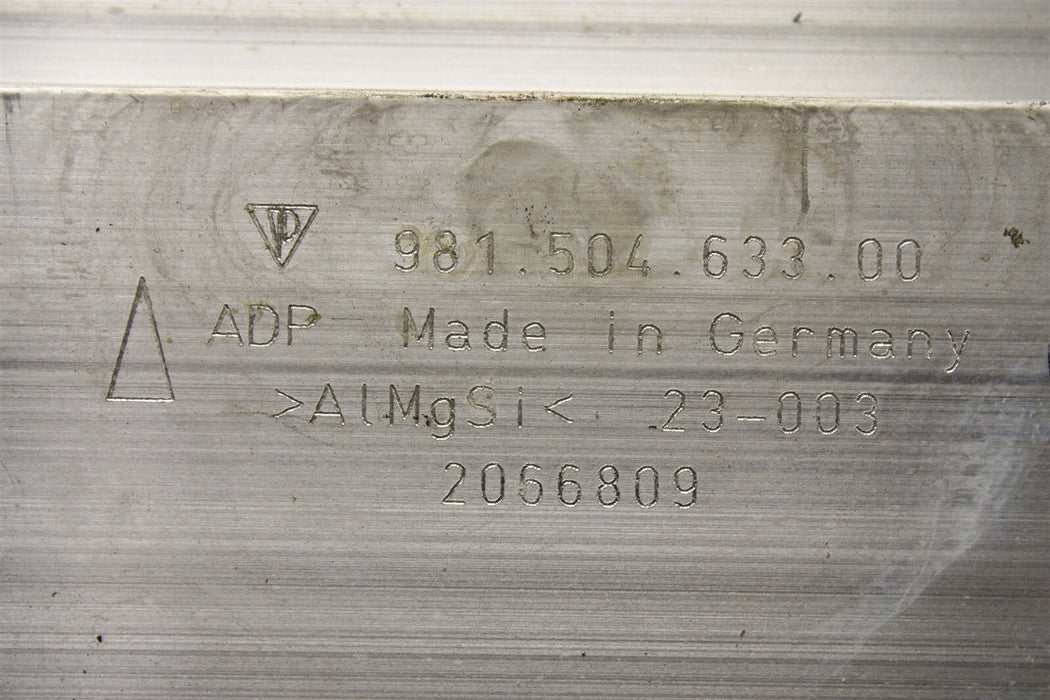 981.504.633.00
ADP Made in Germany
>AlMgSi< 23-003
2066809